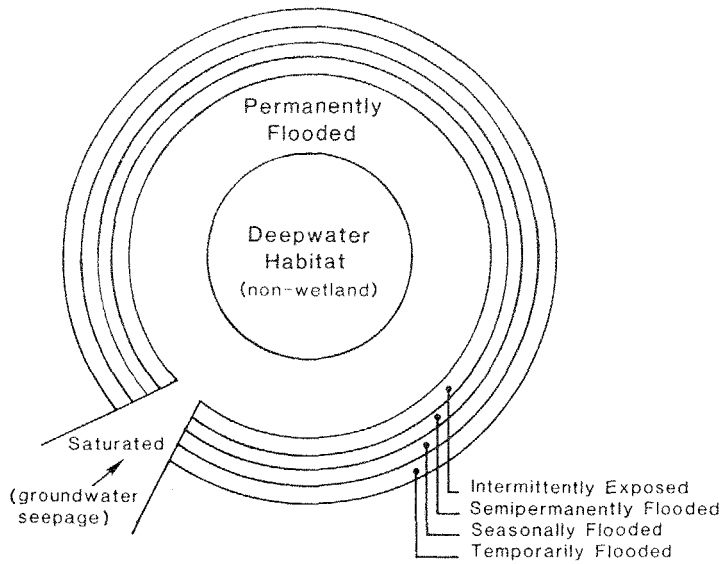 Permanently
Flooded
Deepwater
Habitat
(non-wetland)
Saturated
(groundwater
seepage)
Intermittently Exposed
Semipermanently Flooded
Seasonally Flooded
Temporarily Flooded